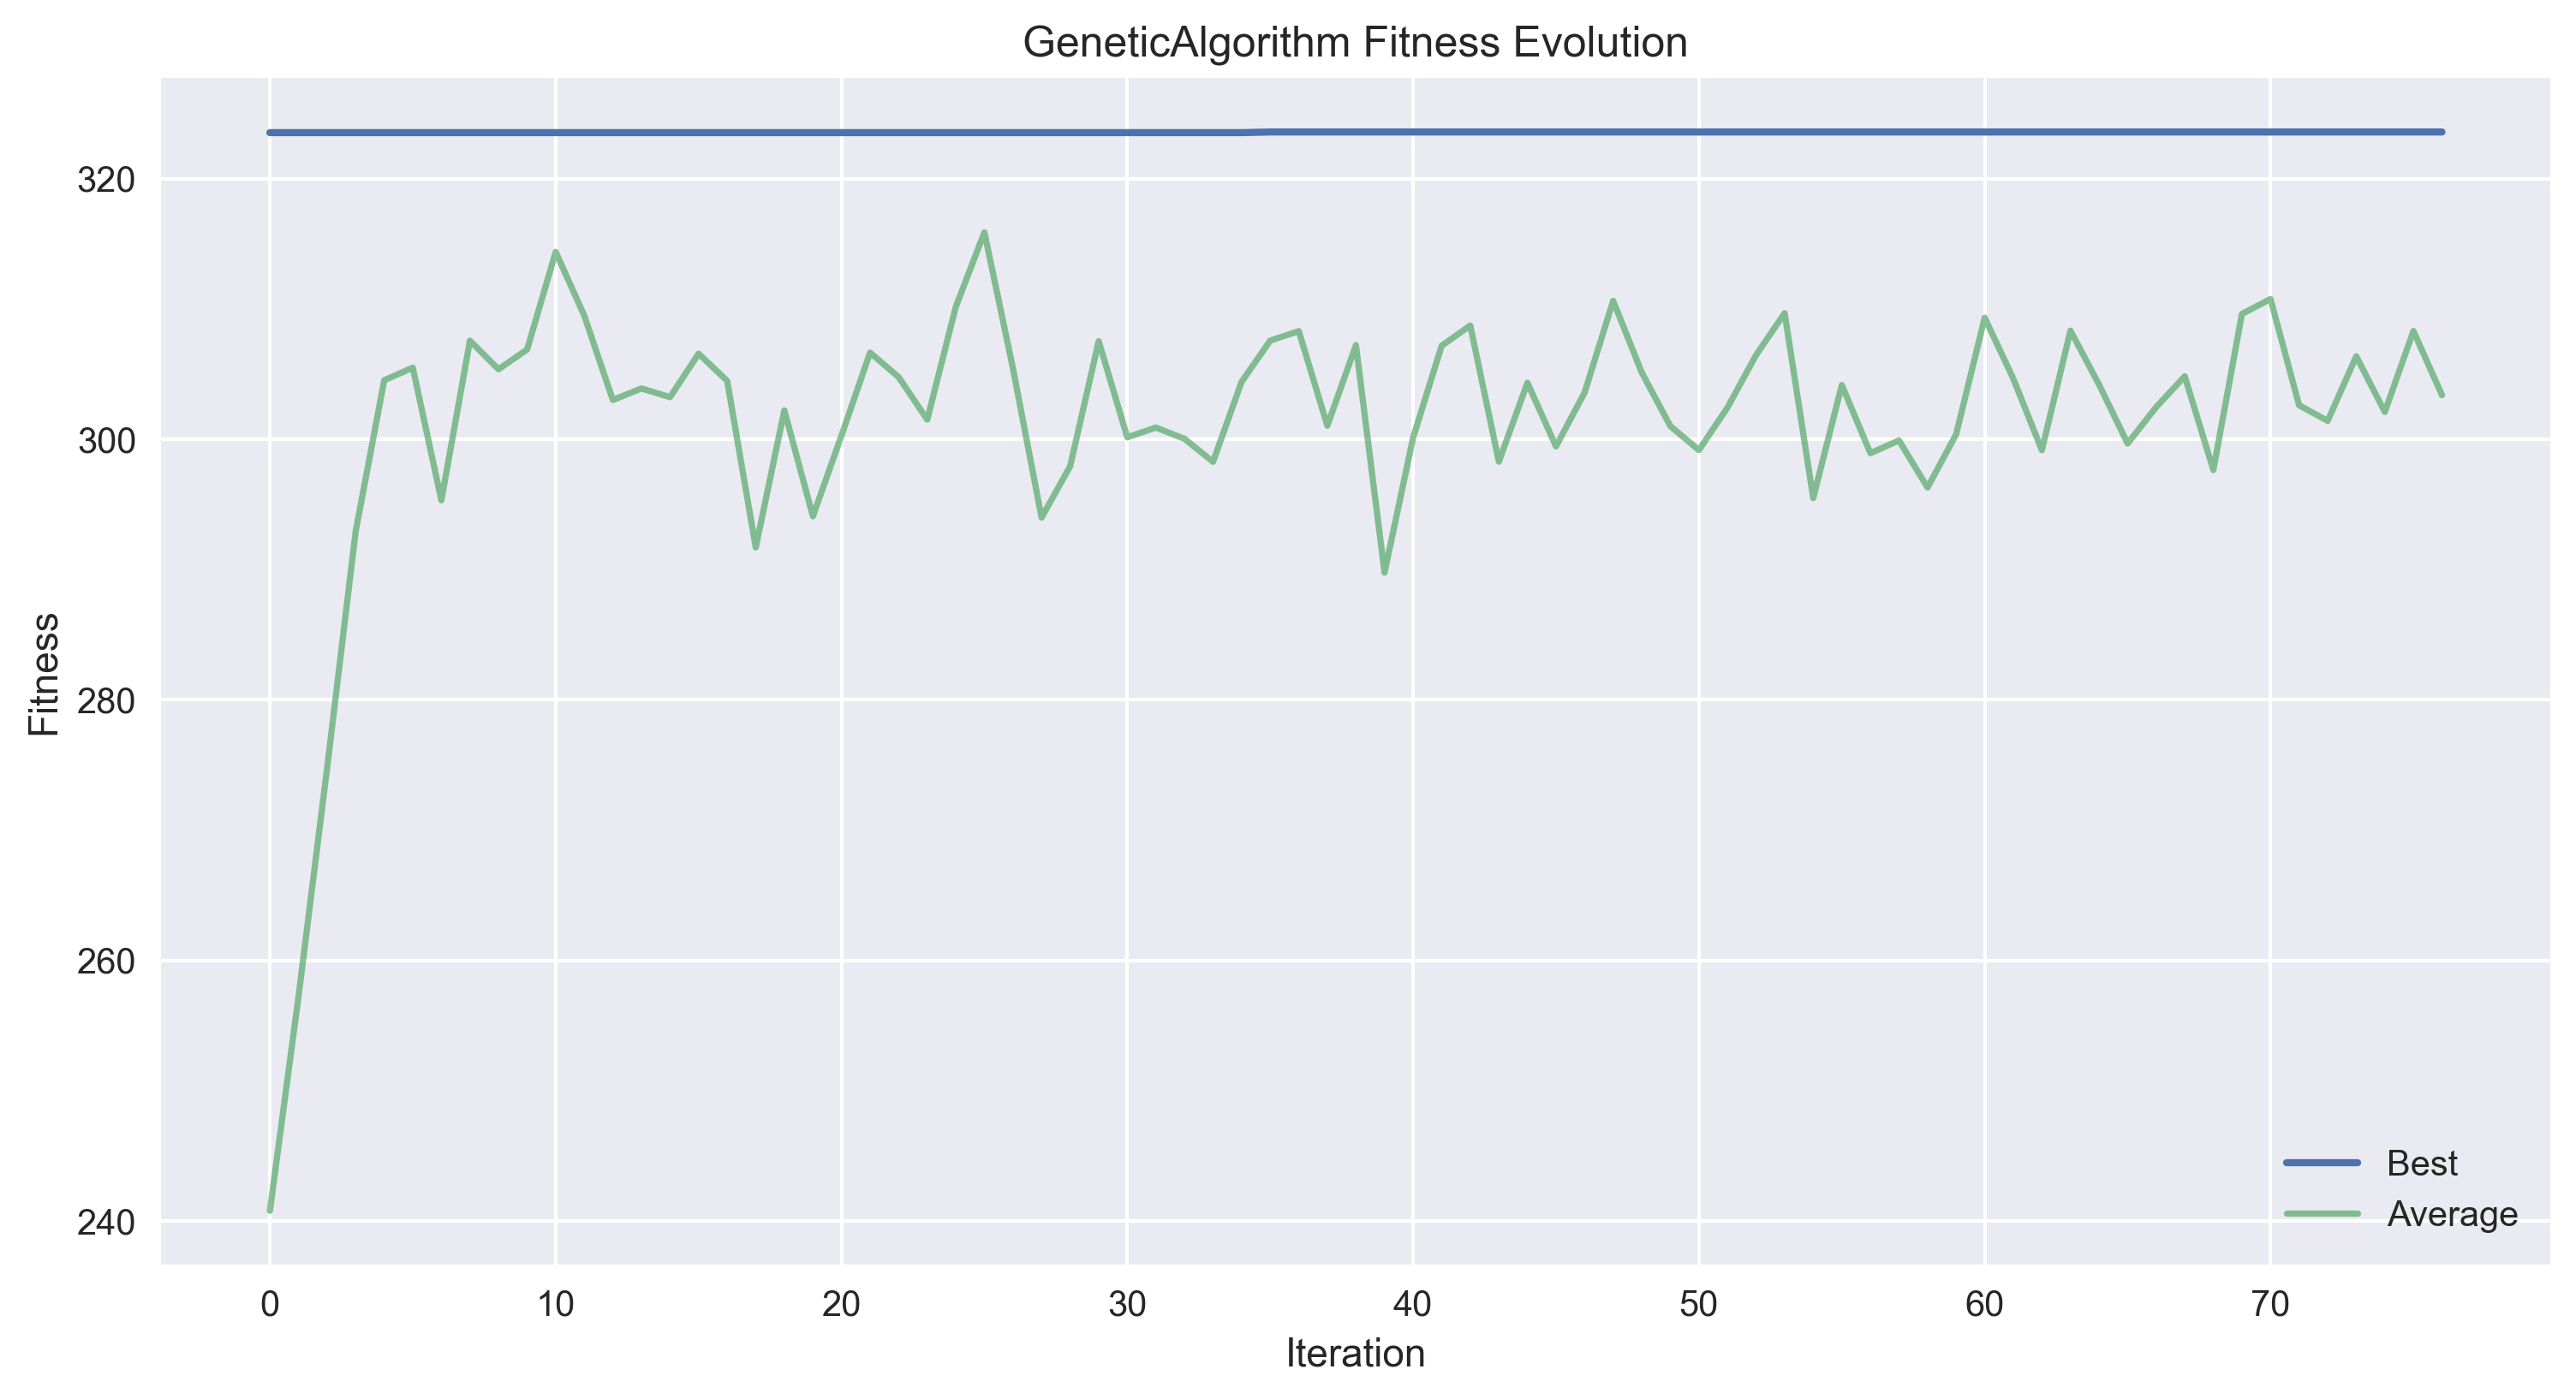 GeneticAlgorithm Fitness Evolution
Fitness
320
300
280
260
240
0 10 20 30 40 50 60 70
Iteration
Best
Average